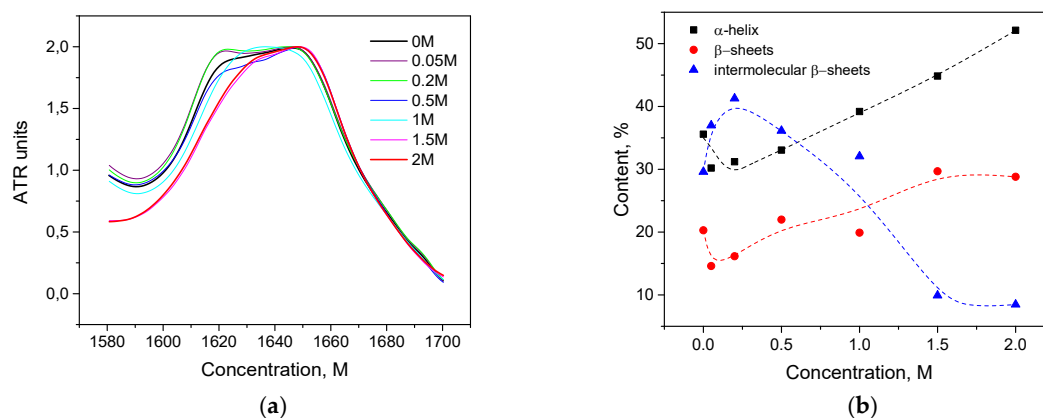 ATR units
2,0
1,5
1,0
0,5
0,0
0M
0.05M
0.2M
0.5M
1M
1.5M
2M
1580 1600 1620 1640 1660 1680 1700
Concentration, M
(a)
Content, %
50
40
30
20
10
α-helix
β-sheets
intermolecular β-sheets
0.0 0.5 1.0 1.5 2.0
Concentration, M
(b)